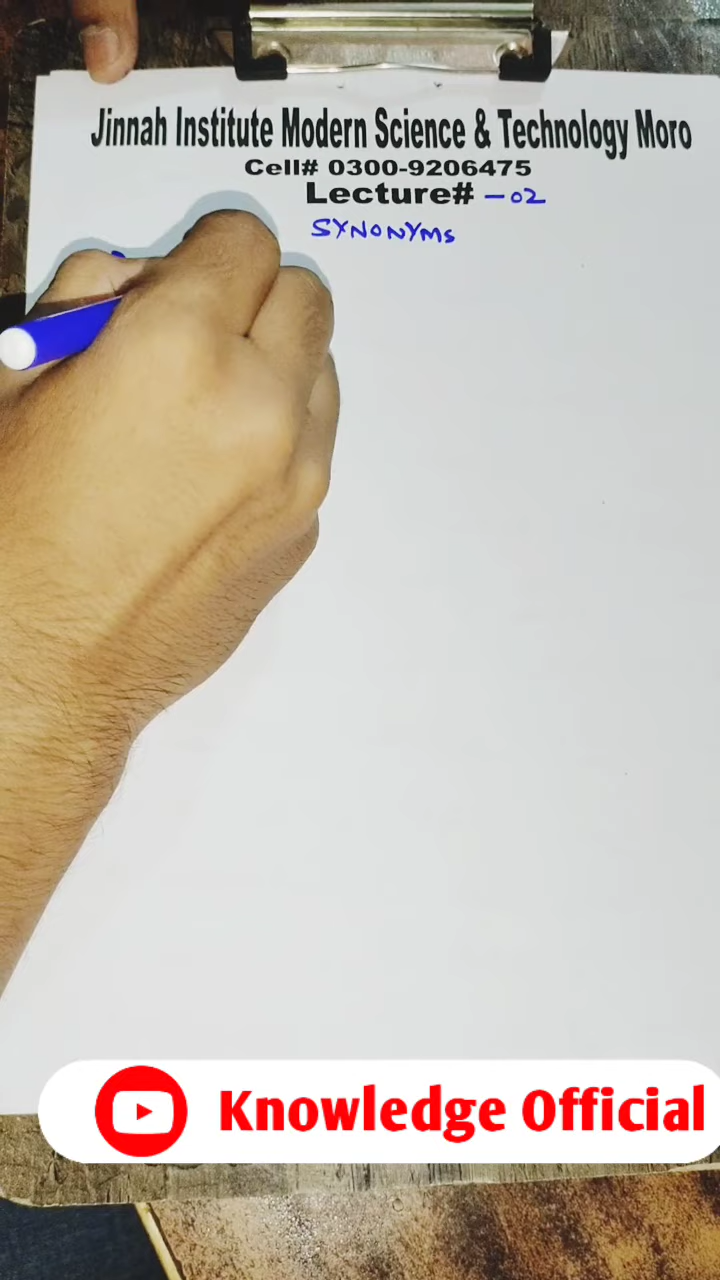 Jinnah Institute Modern Science & Technology Moro
Cell# 0300-9206475
Lecture# -02
SYNONYMS
Knowledge Official